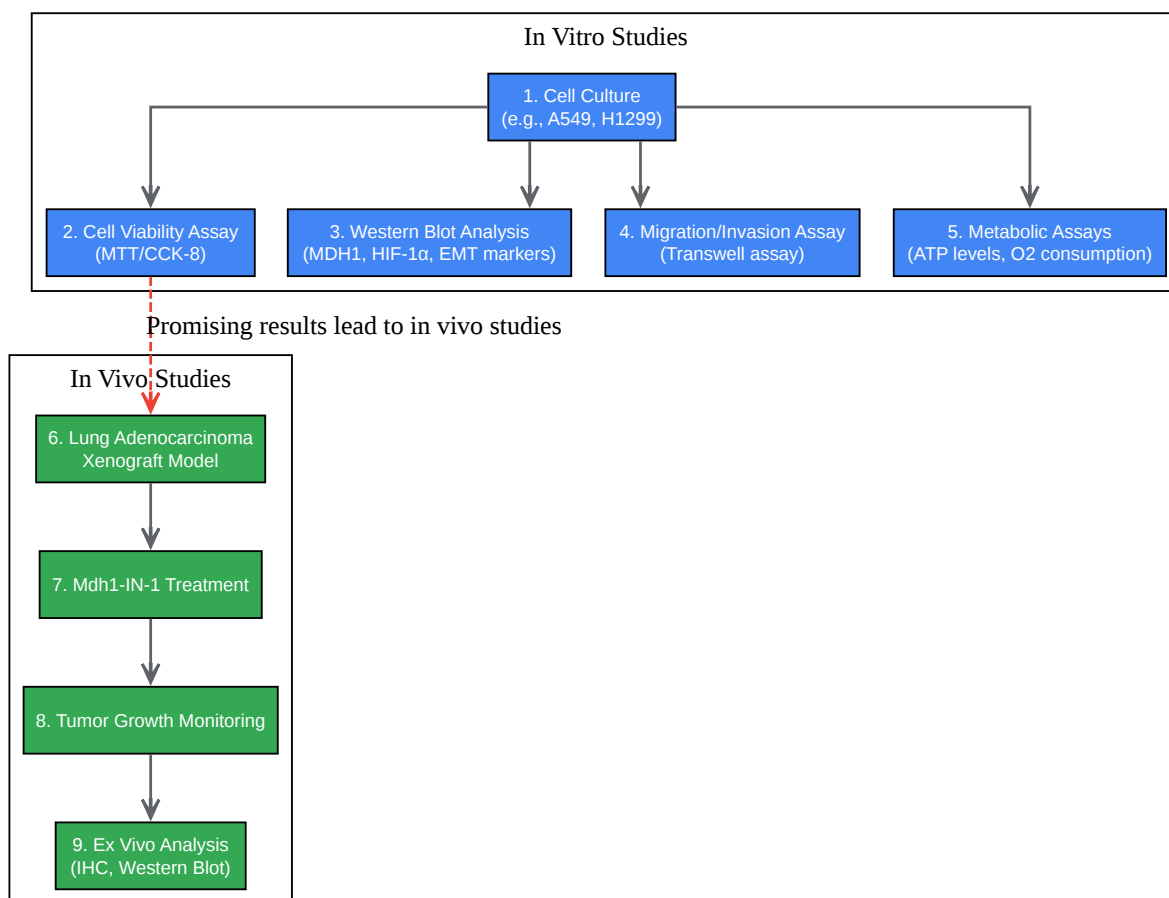 In Vitro Studies
1. Cell Culture
(e.g., A549, H1299)
2. Cell Viability Assay
(MTT/CCK-8)
3. Western Blot Analysis
(MDH1, HIF-1α, EMT markers)
4. Migration/Invasion Assay
(Transwell assay)
5. Metabolic Assays
(ATP levels, O2 consumption)
Promising results lead to in vivo studies
In Vivo Studies
6. Lung Adenocarcinoma
Xenograft Model
7. Mdh1-IN-1 Treatment
8. Tumor Growth Monitoring
9. Ex Vivo Analysis
(IHC, Western Blot)